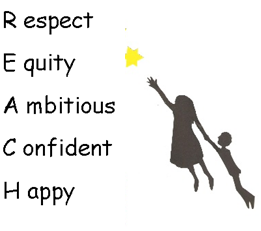 R espect
E quity
A mbitious
C onfident
H appy